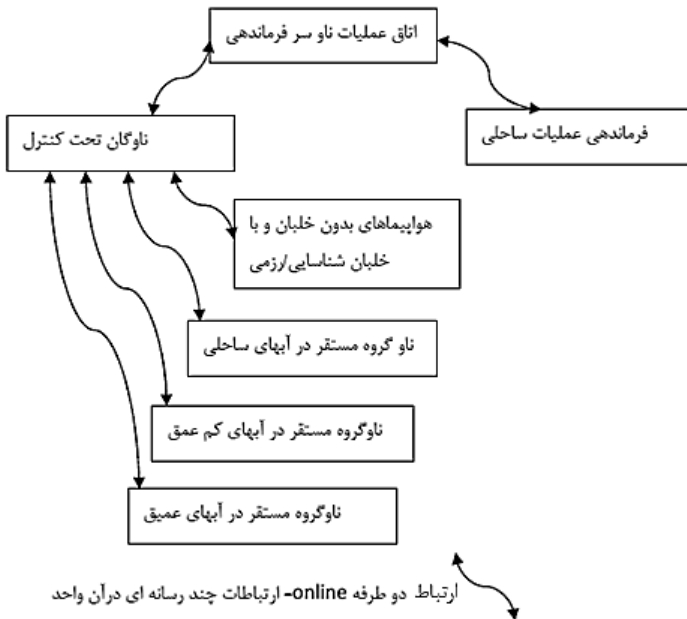 اتاق عملیات ناو سر فرماندهی
فرماندهی عملیات ساحلی
ناوگان تحت کنترل
هواپیماهای بدون خلبان و با
خلبان شناسایی/رزمی
ناو گروه مستقر در آبهای ساحلی
ناوگروه مستقر در آبهای کم عمق
ناوگروه مستقر در آبهای عمیق
ارتباط دو طرفه online- ارتباطات چند رسانه ای درآن واحد